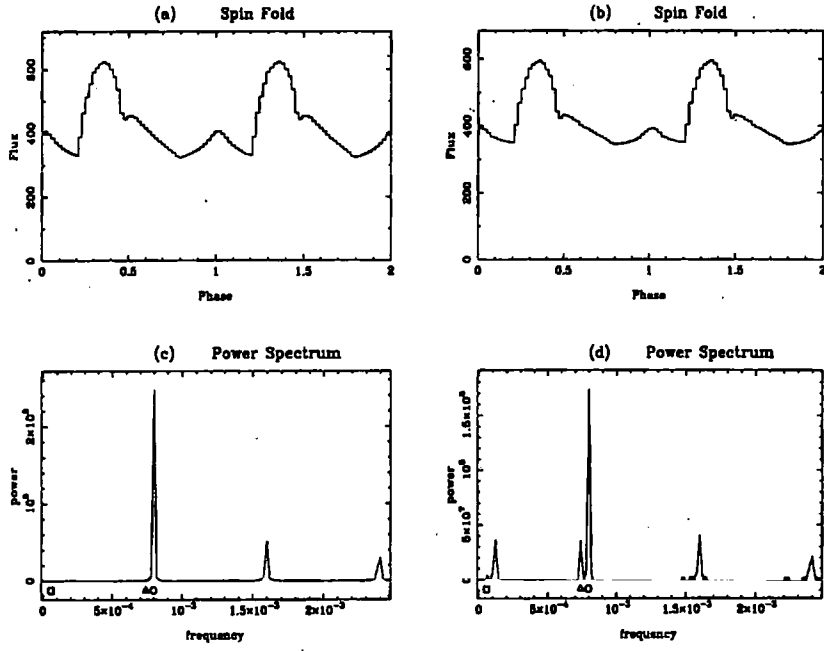 (a) Spin Fold
Flux
0 200 400 600
0 0.5 1 1.5 2
Phase
(b) Spin Fold
Flux
0 200 400 600
0 0.5 1 1.5 2
Phase
(c) Power Spectrum
power
0 10⁸ 2×10⁸
0 5×10⁻⁴ 10⁻³ 1.5×10⁻³ 2×10⁻³
frequency
(d) Power Spectrum
power
0 5×10⁷ 10⁸ 1.5×10⁸
0 5×10⁻⁴ 10⁻³ 1.5×10⁻³ 2×10⁻³
frequency